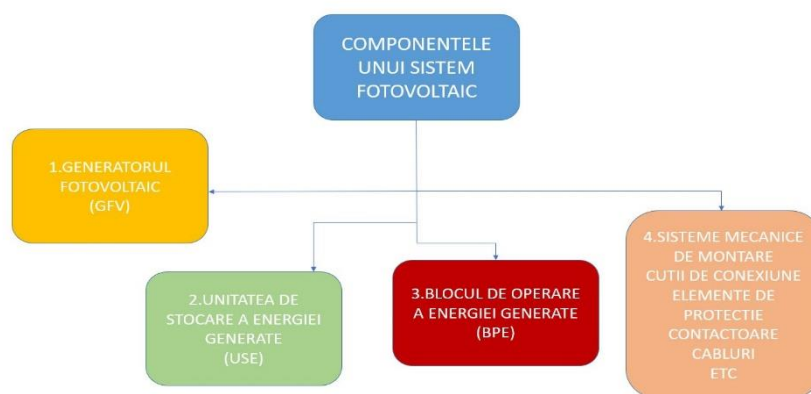 COMPONENTELE
UNUI SISTEM
FOTOVOLTAIC
1.GENERATORUL
FOTOVOLTAIC
(GFV)
2.UNITATEA DE
STOCARE A ENERGIEI
GENERATE
(USE)
3.BLOCUL DE OPERARE
A ENERGIEI GENERATE
(BPE)
4.SISTEME MECANICE
DE MONTARE
CUTII DE CONEXIUNE
ELEMENTE DE
PROTECTIE
CONTACTOARE
CABLURI
ETC